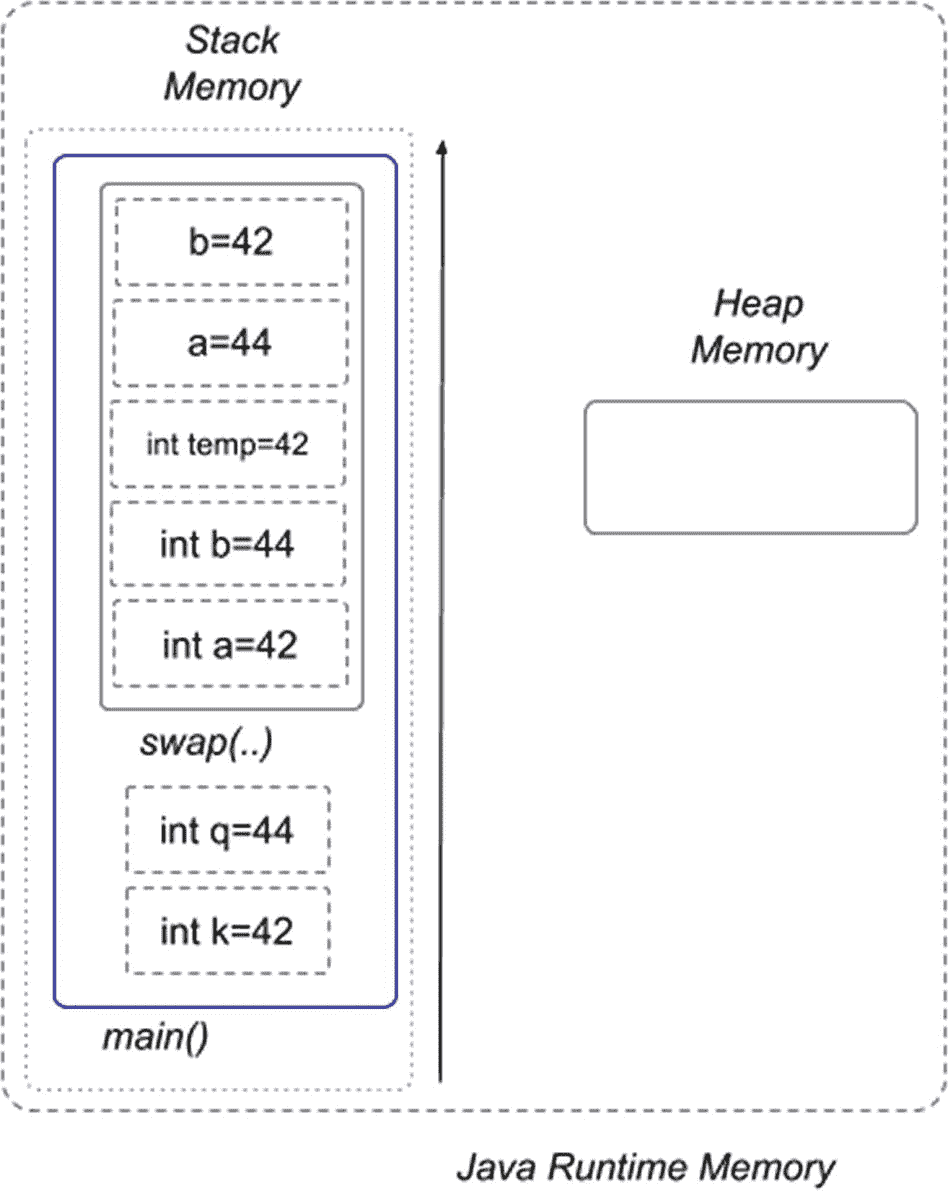 Stack
Memory
b=42
a=44
int temp=42
int b=44
int a=42
swap(..)
int q=44
int k=42
main()
Heap
Memory
Java Runtime Memory